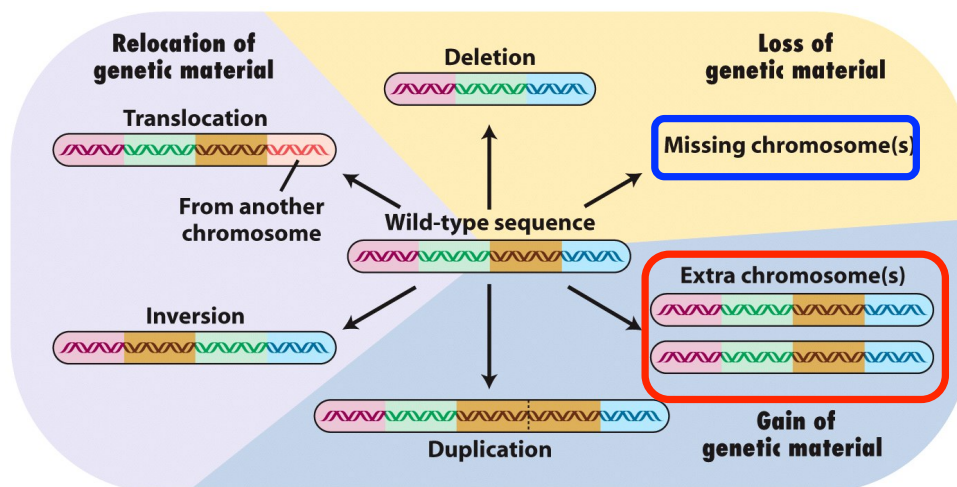 Relocation of
genetic material
Loss of
genetic material
Deletion
Translocation
Missing chromosome(s)
From another
chromosome
Wild-type sequence
Extra chromosome(s)
Inversion
Duplication
Gain of
genetic material